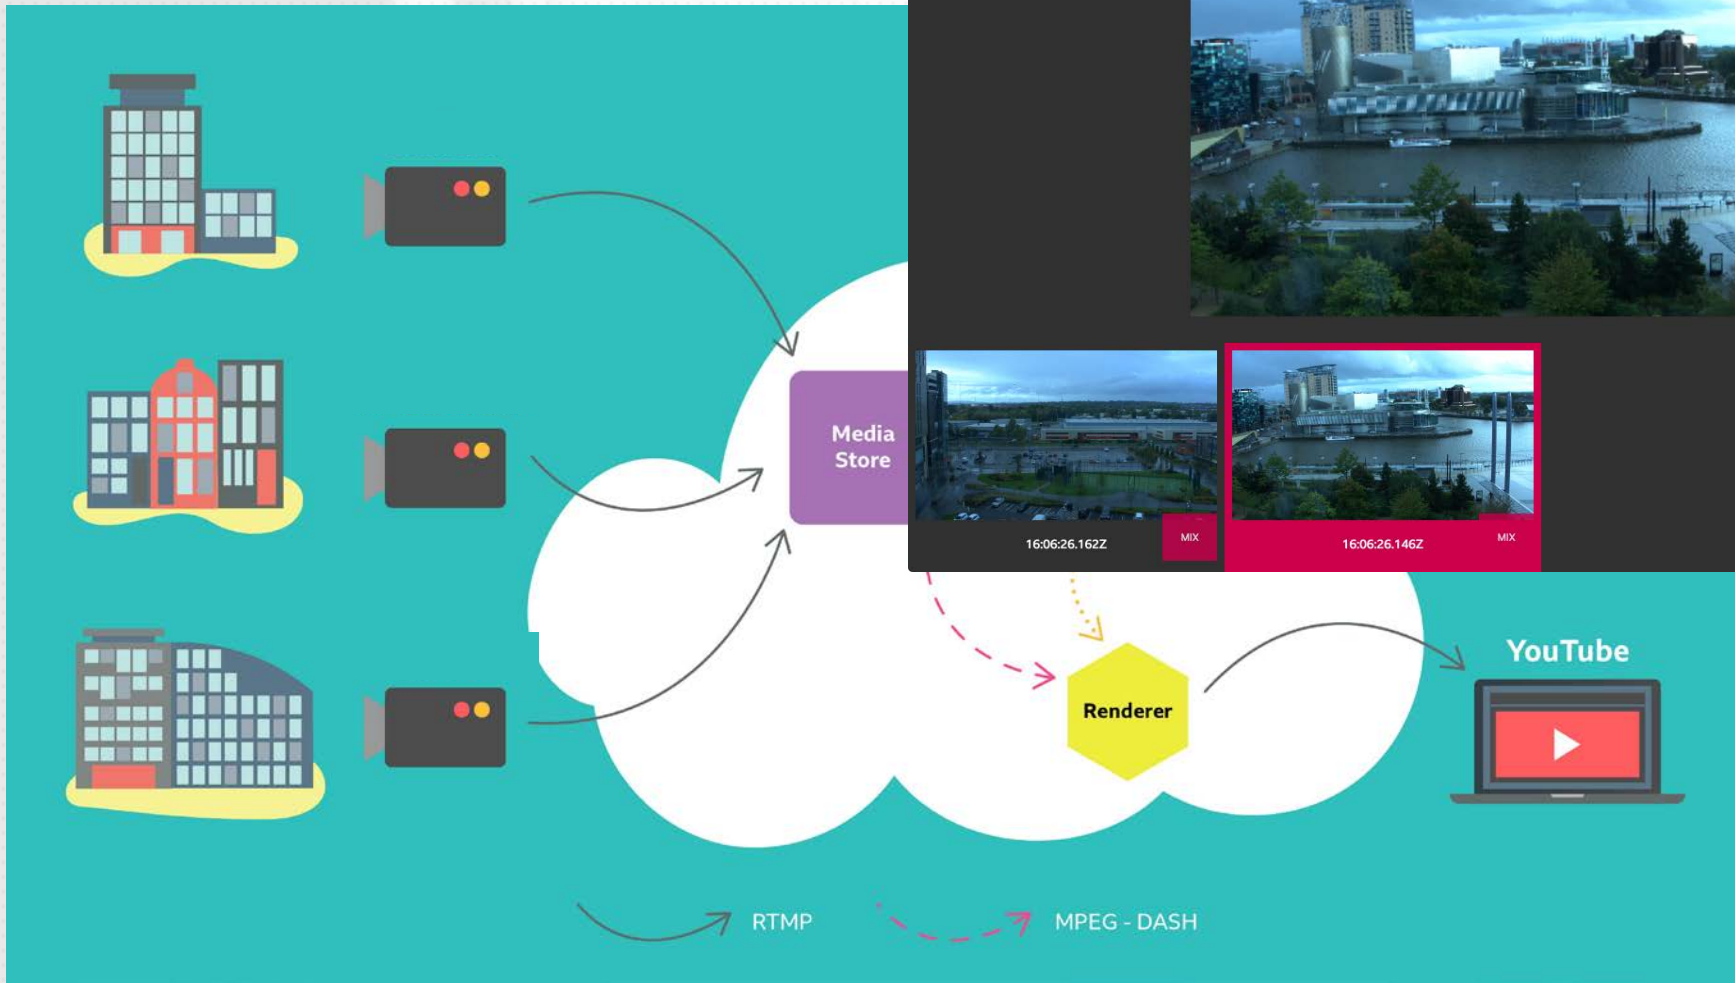 Media
Store
16:06:26.162Z
MIX
16:06:26.146Z
MIX
YouTube
Renderer
RTMP
MPEG - DASH